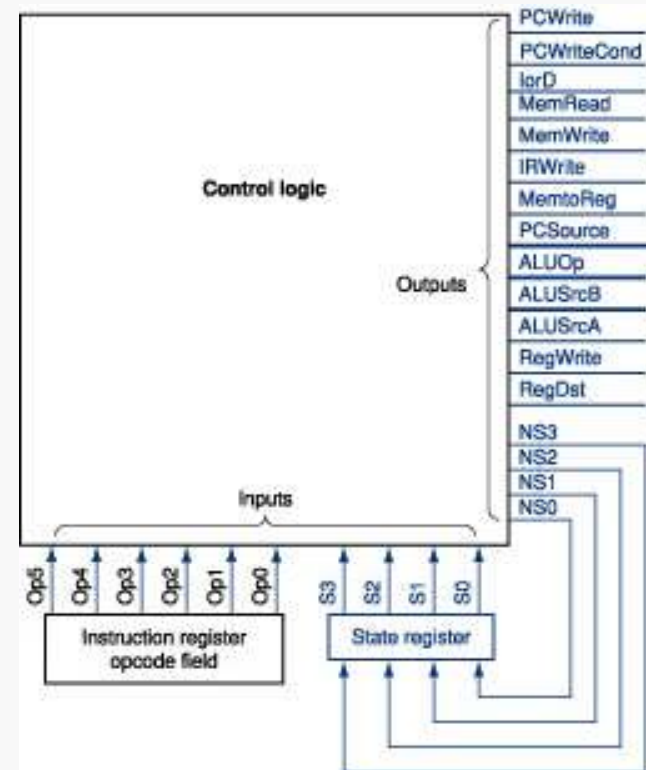 PCWrite
PCWriteCond
IorD
MemRead
MemWrite
IRWrite
MemtoReg
PCSource
ALUOp
ALUSrcB
ALUSrcA
RegWrite
RegDst
NS3
NS2
NS1
NS0
Control logic
Outputs
Inputs
Op5
Op4
Op3
Op2
Op1
Op0
S3
S2
S1
S0
Instruction register
opcode field
State register